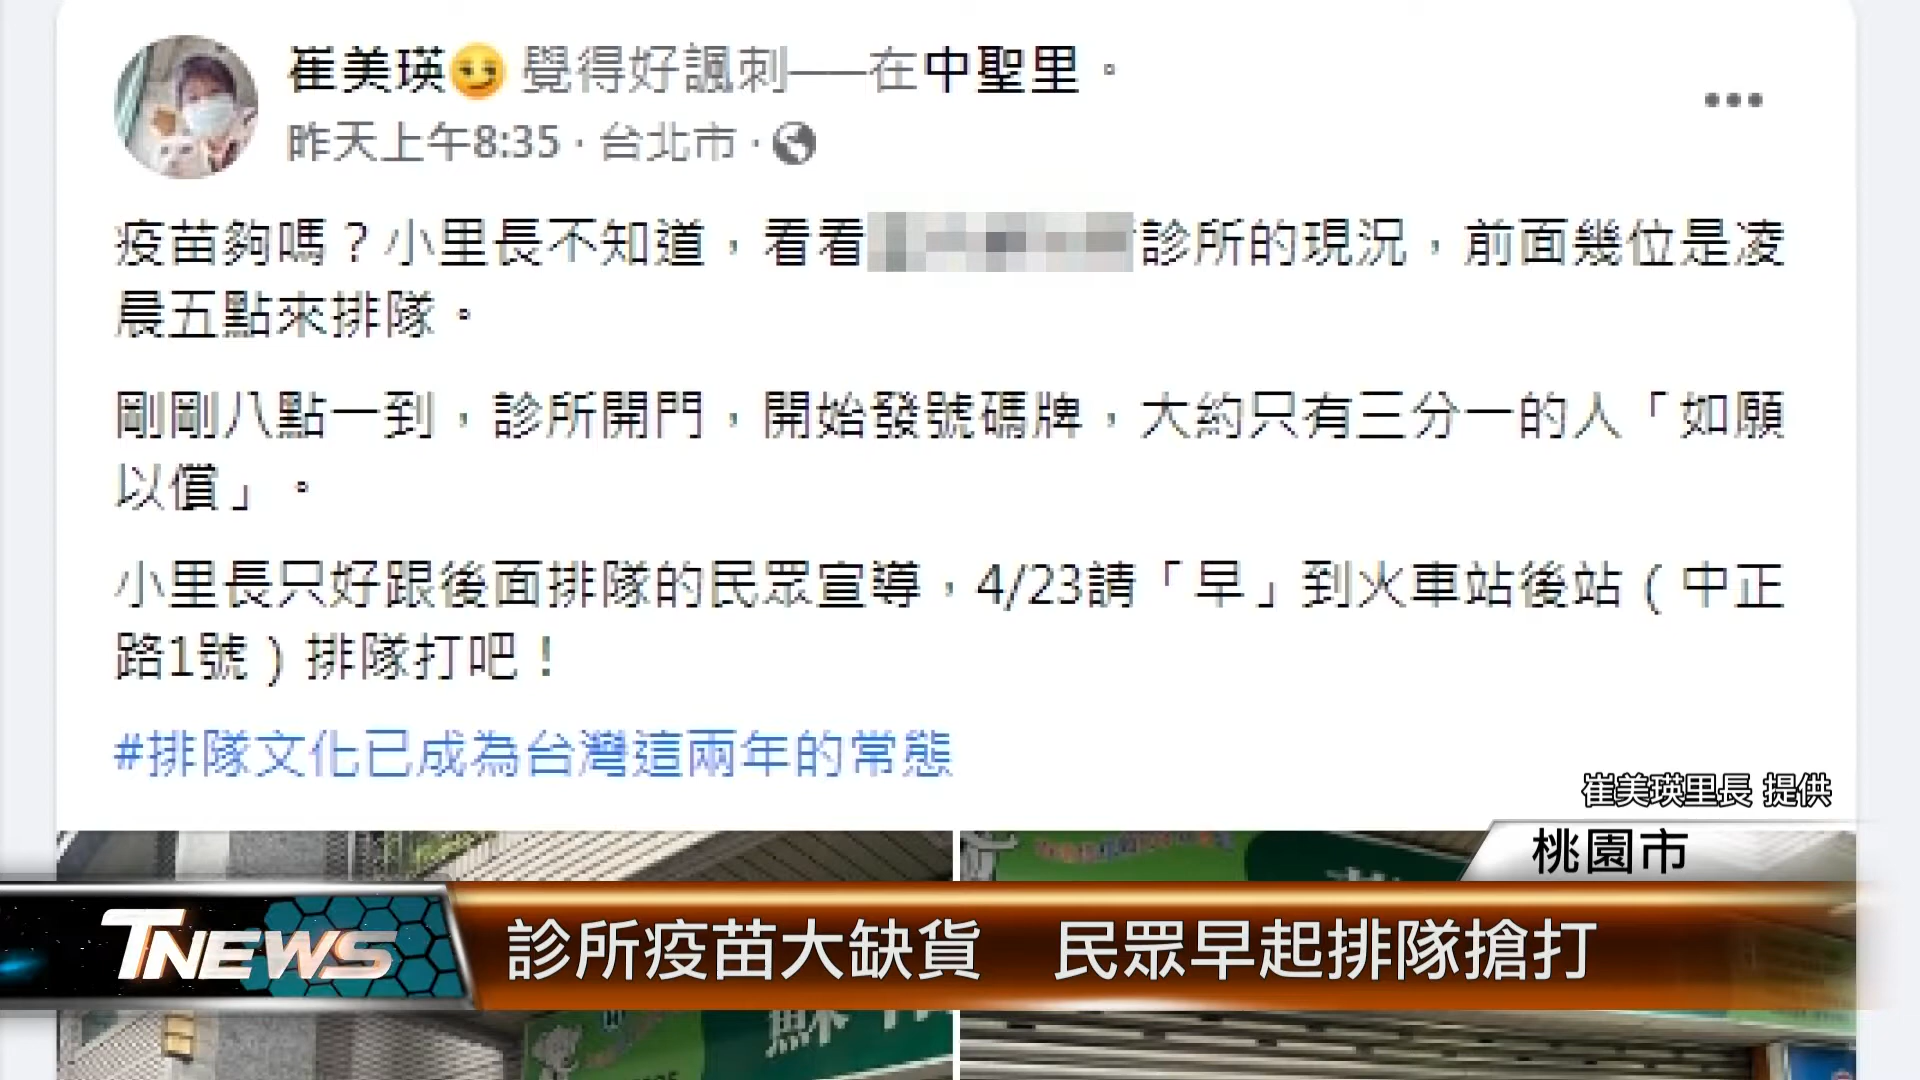 崔美瑛😏 覺得好諷刺——在中聖里。
昨天上午8:35 · 台北市 ·
疫苗夠嗎？小里長不知道，看看診所的現況，前面幾位是凌
晨五點來排隊。
剛剛八點一到，診所開門，開始發號碼牌，大約只有三分一的人「如願
以償」。
小里長只好跟後面排隊的民眾宣導，4/23請「早」到火車站後站（中正
路1號）排隊打吧！
#排隊文化已成為台灣這兩年的常態
崔美瑛里長 提供
桃園市
TNEWS
診所疫苗大缺貨 民眾早起排隊搶打